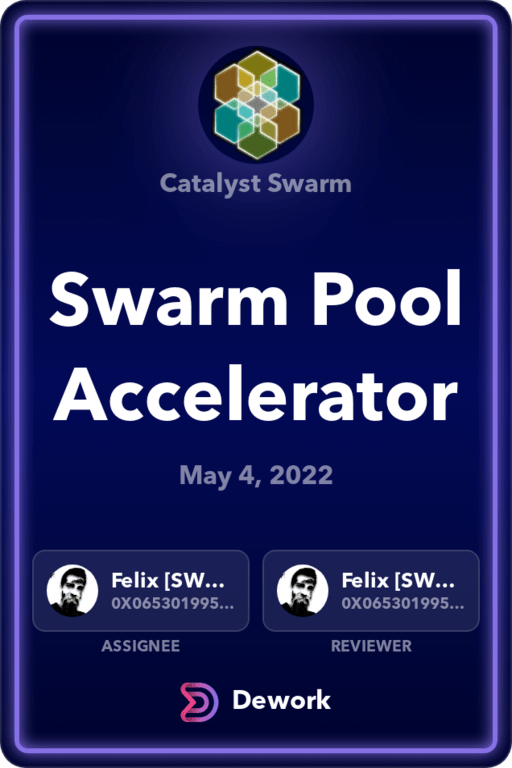 Catalyst Swarm
Swarm Pool
Accelerator
May 4, 2022
Felix [SW...
0X065301995...
ASSIGNEE
Felix [SW...
0X065301995...
REVIEWER
Dework